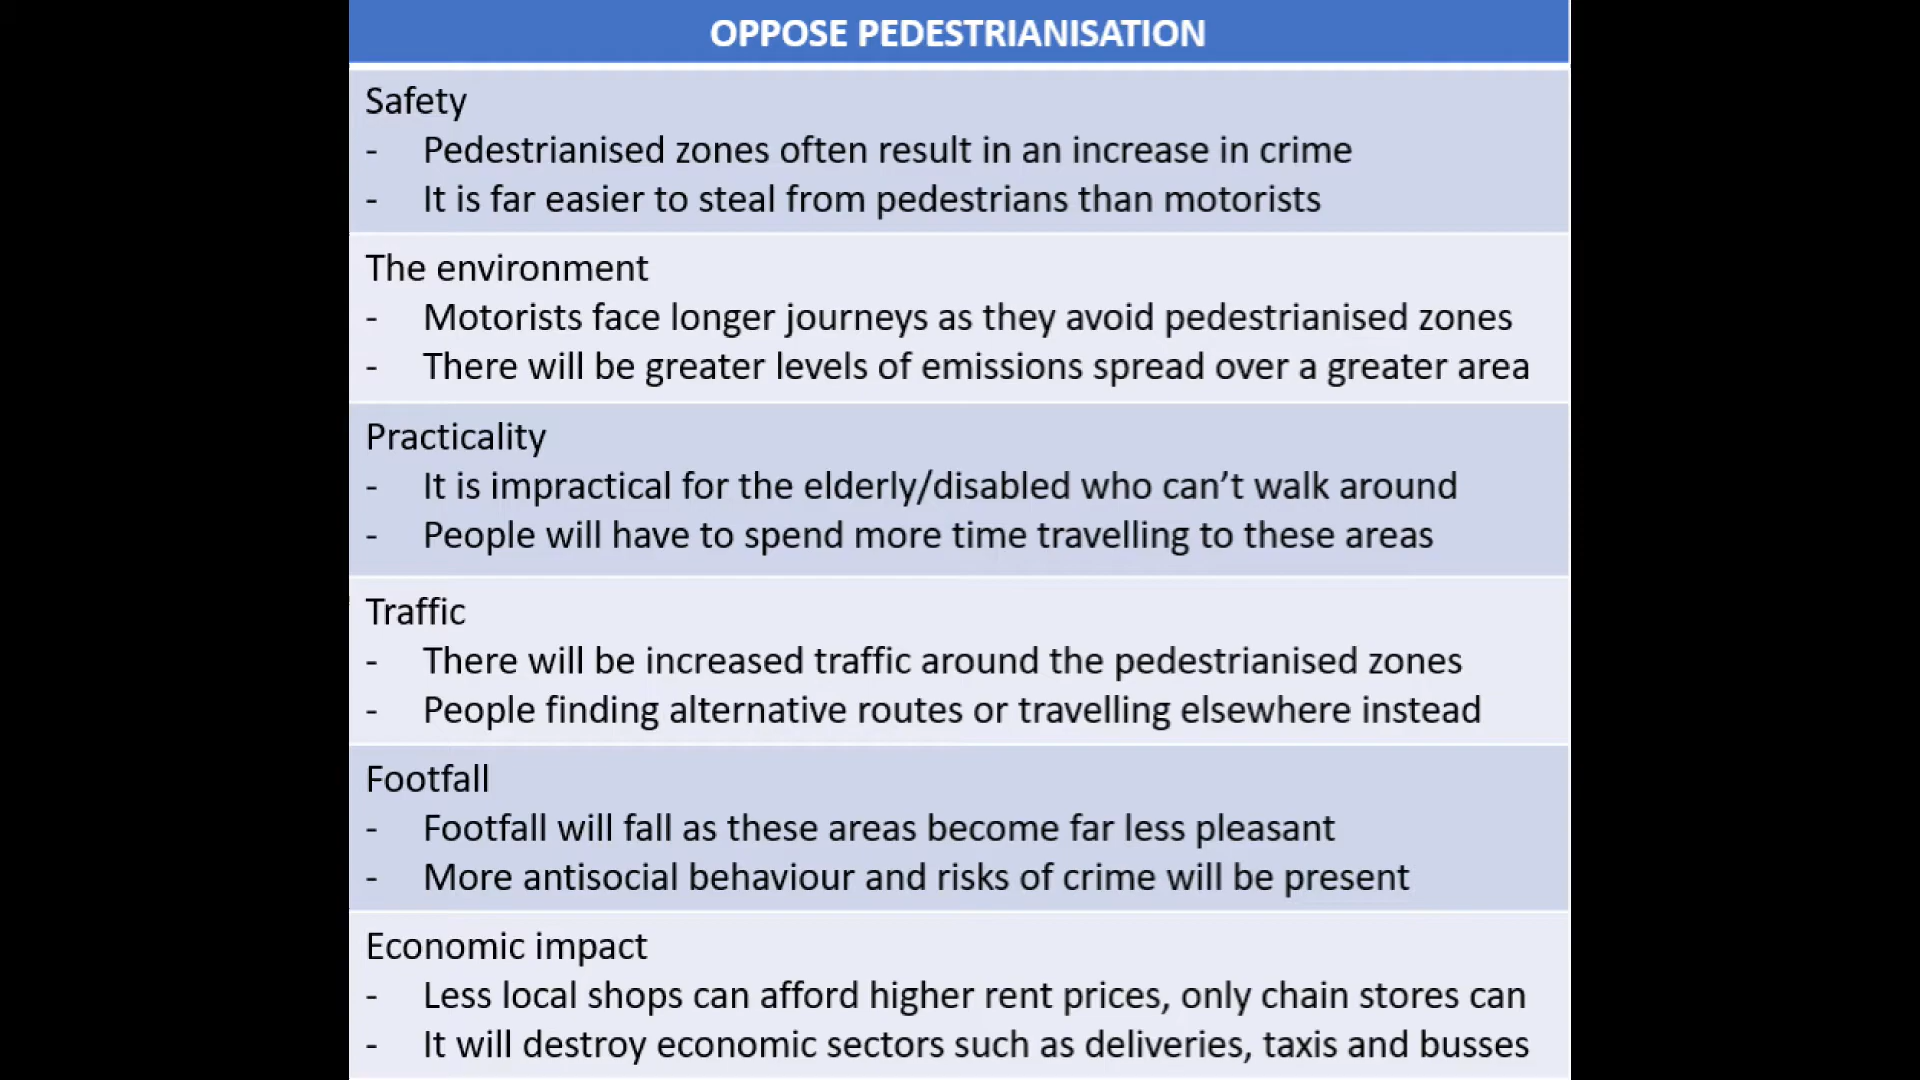 OPPOSE PEDESTRIANISATION
Safety
- Pedestrianised zones often result in an increase in crime
- It is far easier to steal from pedestrians than motorists
The environment
- Motorists face longer journeys as they avoid pedestrianised zones
- There will be greater levels of emissions spread over a greater area
Practicality
- It is impractical for the elderly/disabled who can’t walk around
- People will have to spend more time travelling to these areas
Traffic
- There will be increased traffic around the pedestrianised zones
- People finding alternative routes or travelling elsewhere instead
Footfall
- Footfall will fall as these areas become far less pleasant
- More antisocial behaviour and risks of crime will be present
Economic impact
- Less local shops can afford higher rent prices, only chain stores can
- It will destroy economic sectors such as deliveries, taxis and busses